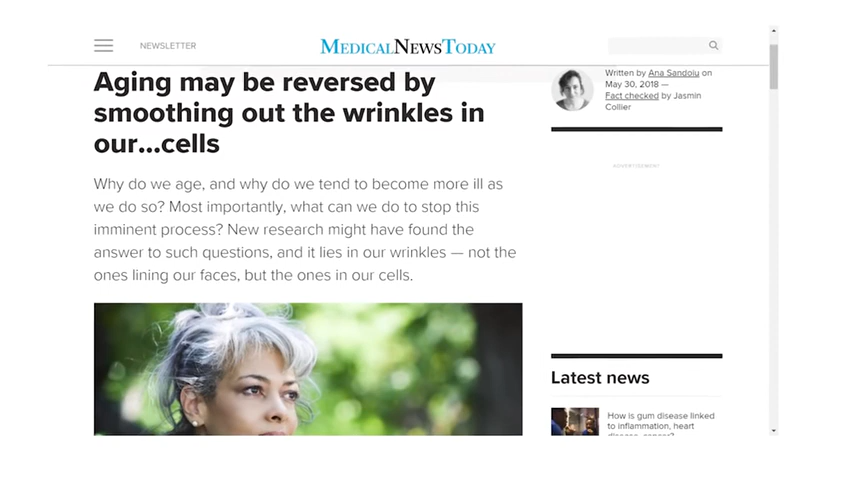 NEWSLETTER
MEDICALNEWSTODAY
Aging may be reversed by
smoothing out the wrinkles in
our...cells
Why do we age, and why do we tend to become more ill as
we do so? Most importantly, what can we do to stop this
imminent process? New research might have found the
answer to such questions, and it lies in our wrinkles — not the
ones lining our faces, but the ones in our cells.
Written by Ana Sandoiu on
May 30, 2018 —
Fact checked by Jasmin
Collier
ADVERTISEMENT
Latest news
How is gum disease linked
to inflammation, heart
disease, cancer?